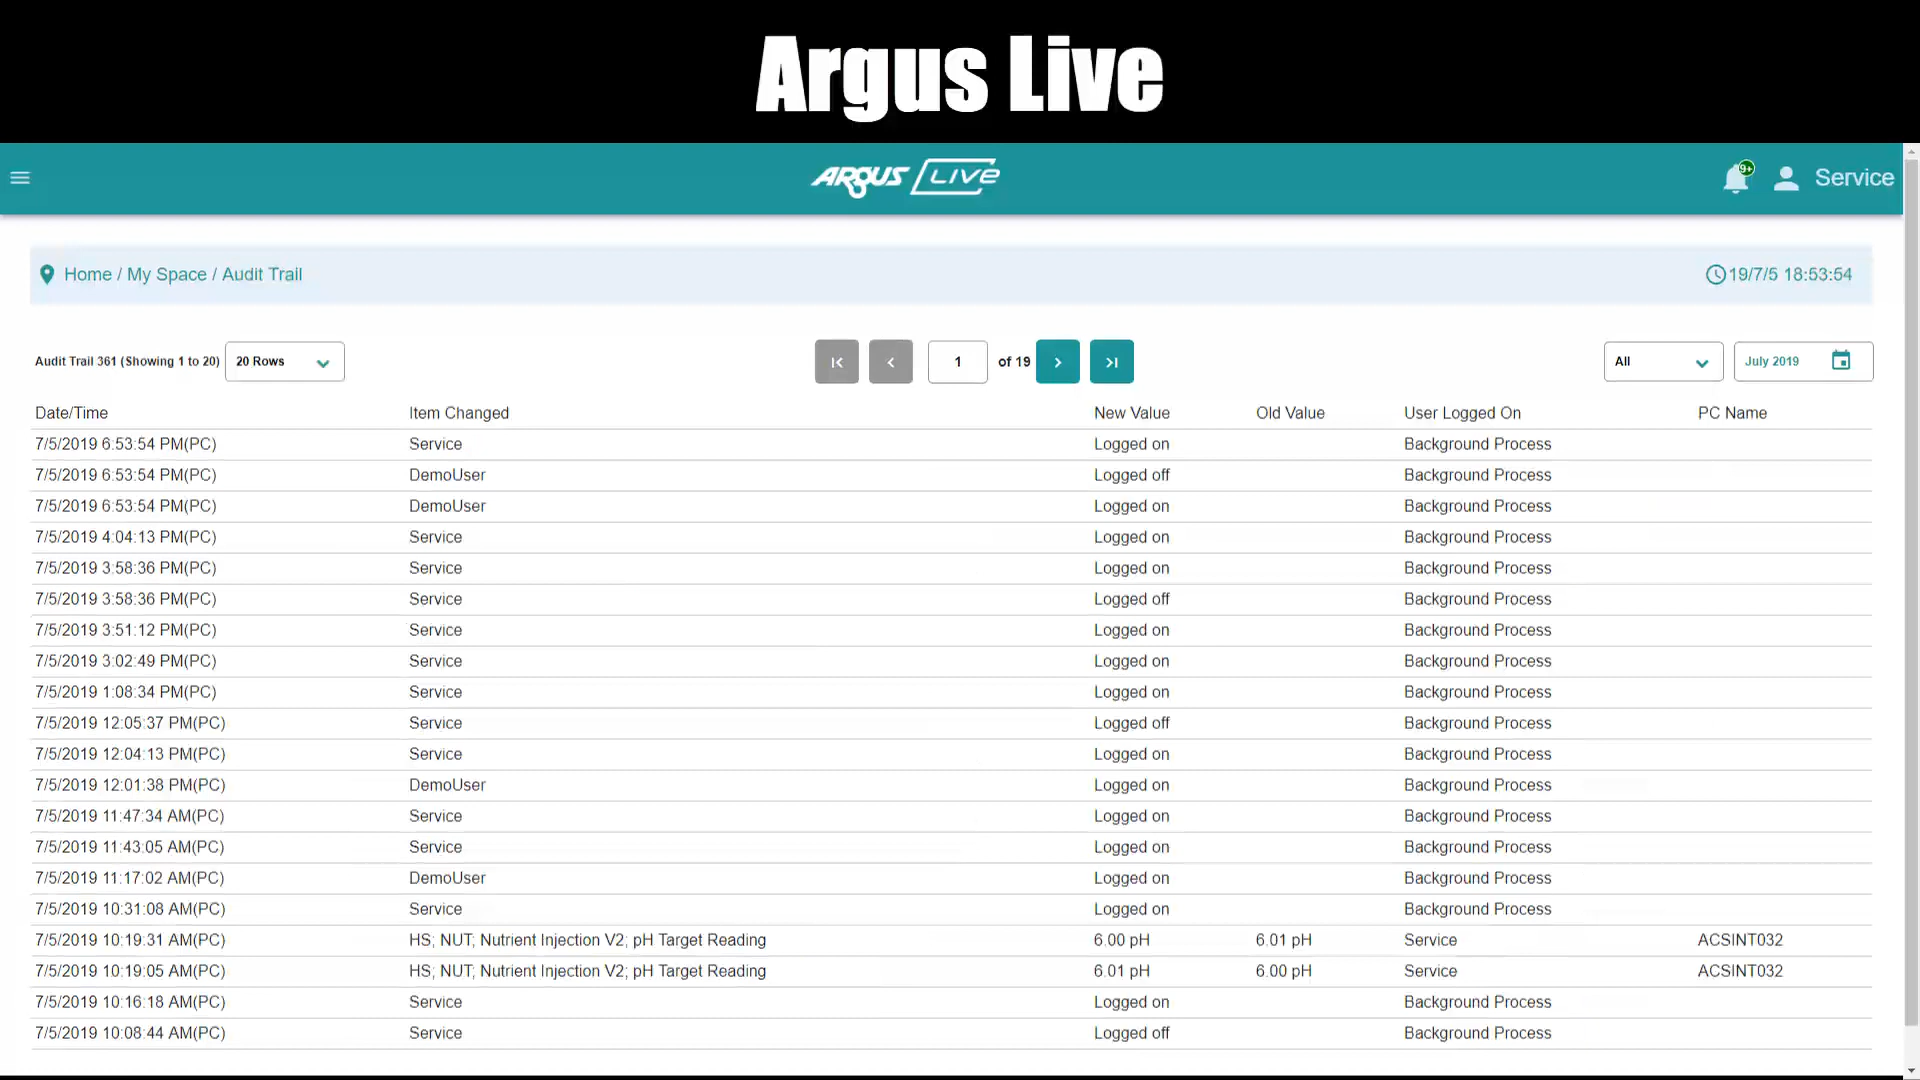 Argus Live
ARGUS LIVE
9+
Service
Home / My Space / Audit Trail
19/7/5 18:53:54
Audit Trail 361 (Showing 1 to 20)
20 Rows
1
of 19
All
July 2019
Date/Time Item Changed New Value Old Value User Logged On PC Name
7/5/2019 6:53:54 PM(PC) Service Logged on Background Process
7/5/2019 6:53:54 PM(PC) DemoUser Logged off Background Process
7/5/2019 6:53:54 PM(PC) DemoUser Logged on Background Process
7/5/2019 4:04:13 PM(PC) Service Logged on Background Process
7/5/2019 3:58:36 PM(PC) Service Logged on Background Process
7/5/2019 3:58:36 PM(PC) Service Logged off Background Process
7/5/2019 3:51:12 PM(PC) Service Logged on Background Process
7/5/2019 3:02:49 PM(PC) Service Logged on Background Process
7/5/2019 1:08:34 PM(PC) Service Logged on Background Process
7/5/2019 12:05:37 PM(PC) Service Logged off Background Process
7/5/2019 12:04:13 PM(PC) Service Logged on Background Process
7/5/2019 12:01:38 PM(PC) DemoUser Logged on Background Process
7/5/2019 11:47:34 AM(PC) Service Logged on Background Process
7/5/2019 11:43:05 AM(PC) Service Logged on Background Process
7/5/2019 11:17:02 AM(PC) DemoUser Logged on Background Process
7/5/2019 10:31:08 AM(PC) Service Logged on Background Process
7/5/2019 10:19:31 AM(PC) HS; NUT; Nutrient Injection V2; pH Target Reading 6.00 pH 6.01 pH Service ACSINT032
7/5/2019 10:19:05 AM(PC) HS; NUT; Nutrient Injection V2; pH Target Reading 6.01 pH 6.00 pH Service ACSINT032
7/5/2019 10:16:18 AM(PC) Service Logged on Background Process
7/5/2019 10:08:44 AM(PC) Service Logged off Background Process